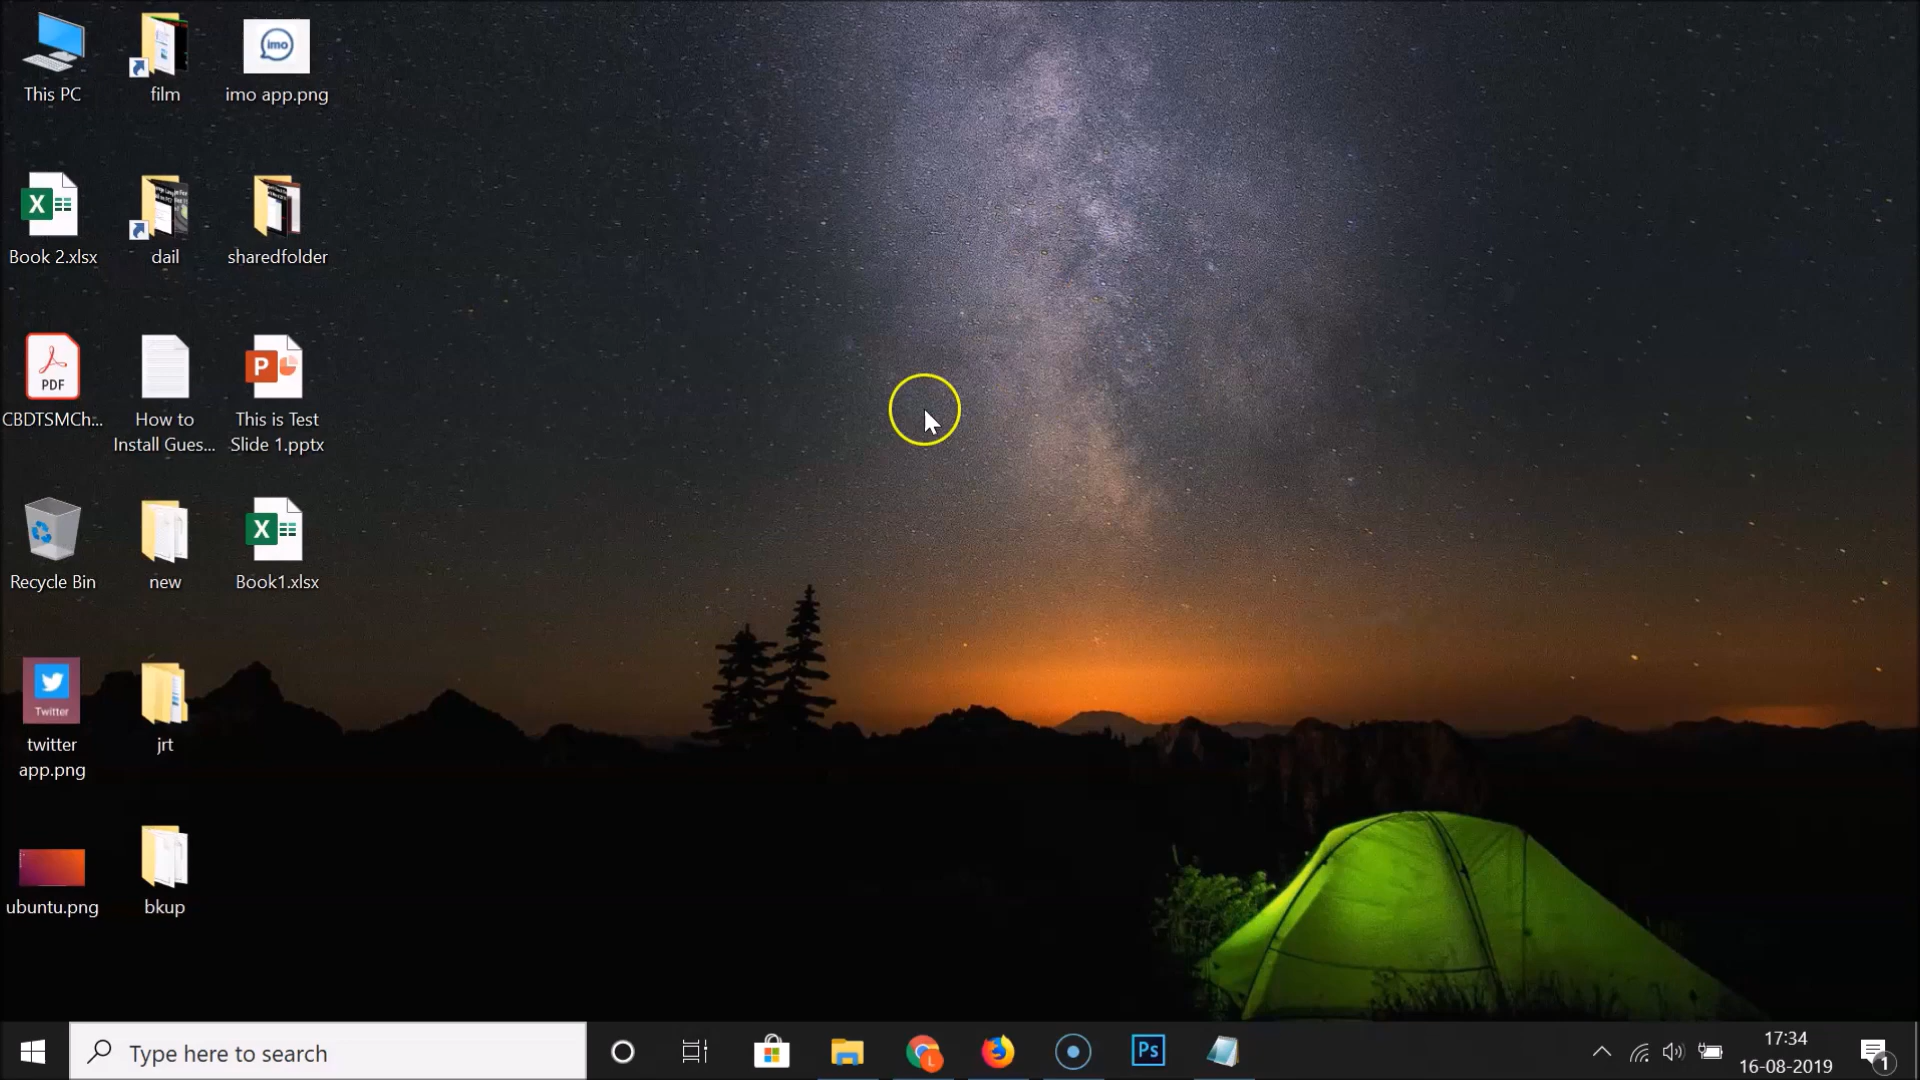 This PC
film
imo
imo app.png
X
Book 2.xlsx
dail
sharedfolder
PDF
CBDTSMCh...
How to
Install Gues...
P
This is Test
Slide 1.pptx
Recycle Bin
new
X
Book1.xlsx
Twitter
twitter
app.png
jrt
ubuntu.png
bkup
Type here to search
L
Ps
17:34
16-08-2019
1